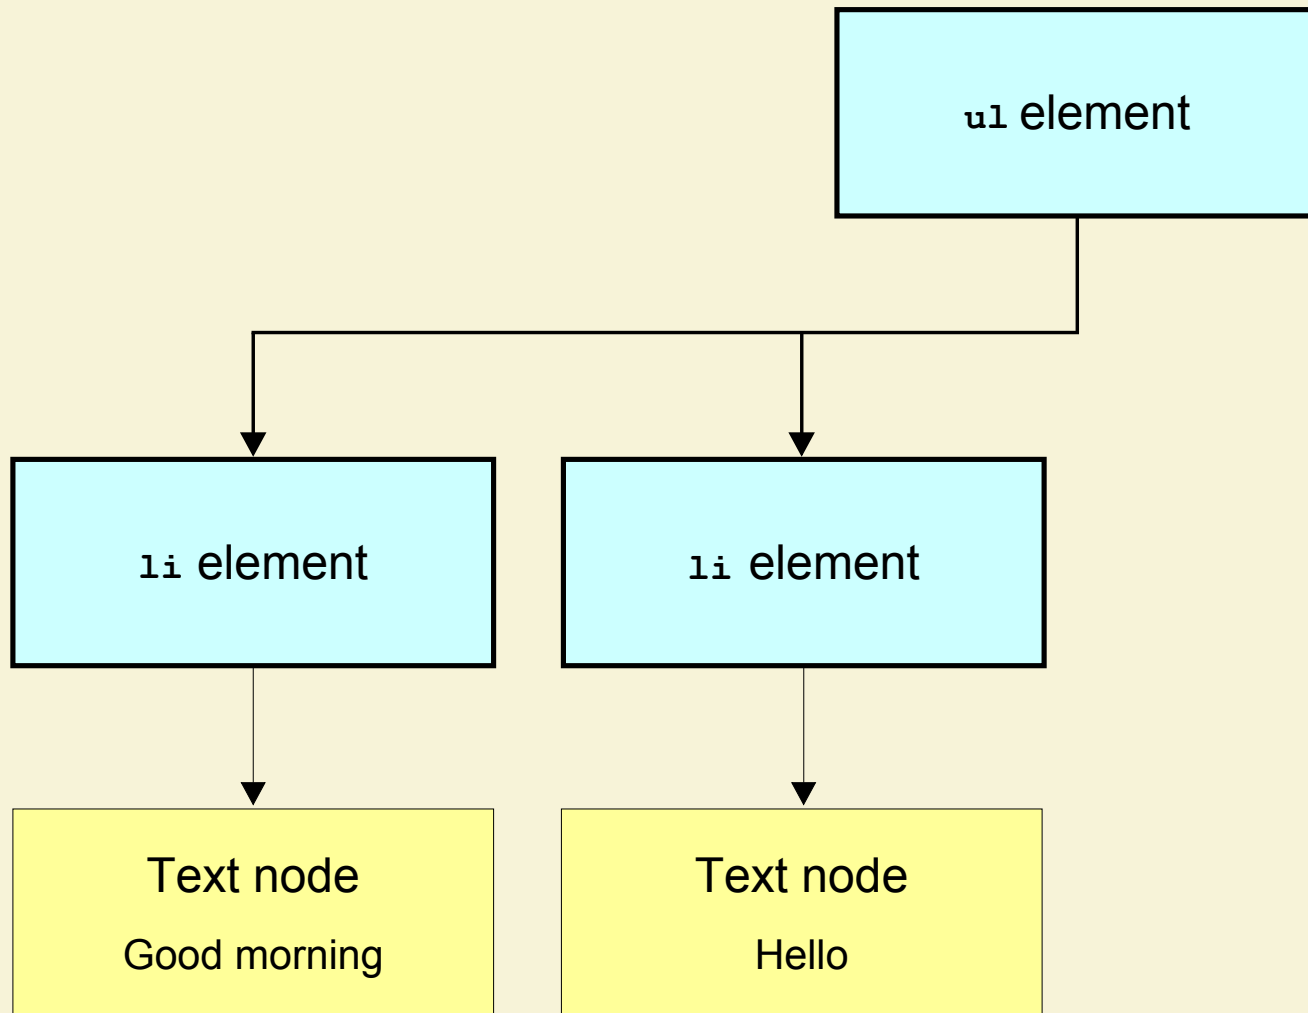 ul element
li element
li element
Text node
Good morning
Text node
Hello